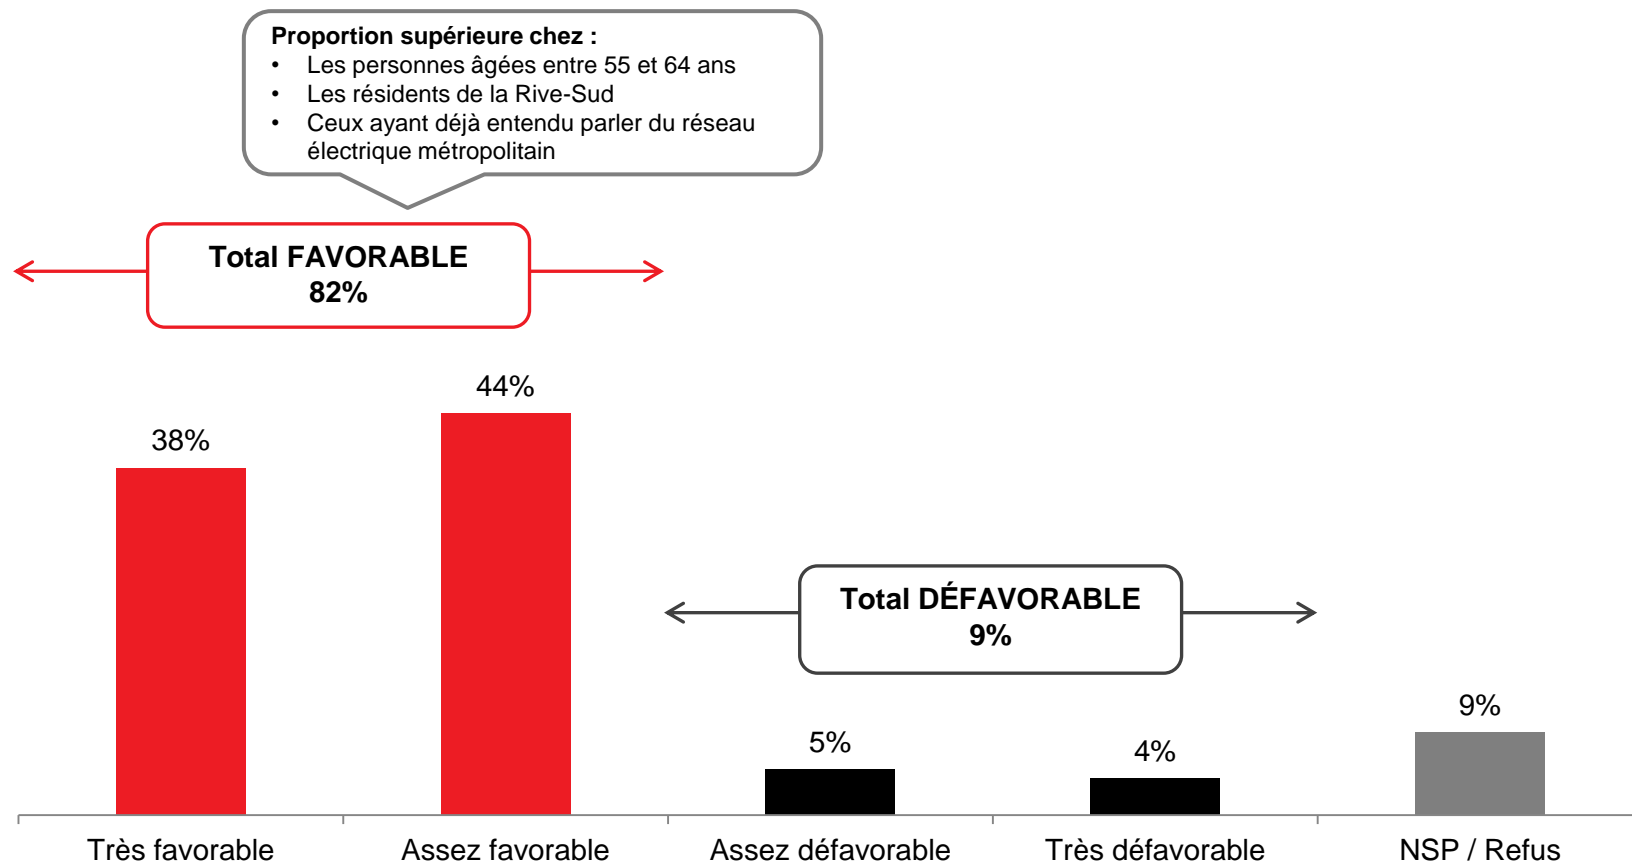 Proportion supérieure chez :
• Les personnes âgées entre 55 et 64 ans
• Les résidents de la Rive-Sud
• Ceux ayant déjà entendu parler du réseau
électrique métropolitain
Total FAVORABLE
82%
38%
44%
Total DÉFAVORABLE
9%
5%
4%
9%
Très favorable
Assez favorable
Assez défavorable
Très défavorable
NSP / Refus